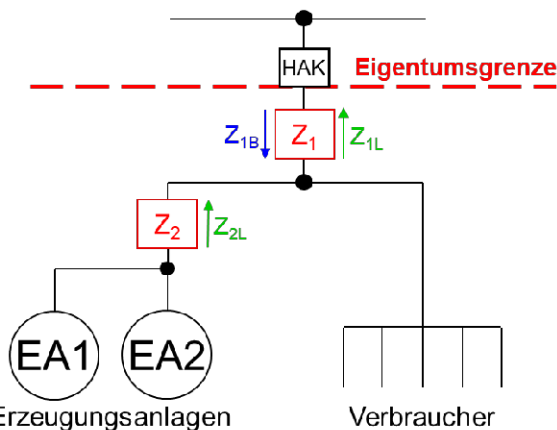 HAK Eigentumsgrenze
Z1B Z1 Z1L
Z2 Z2L
EA1 EA2
Erzeugungsanlagen Verbraucher